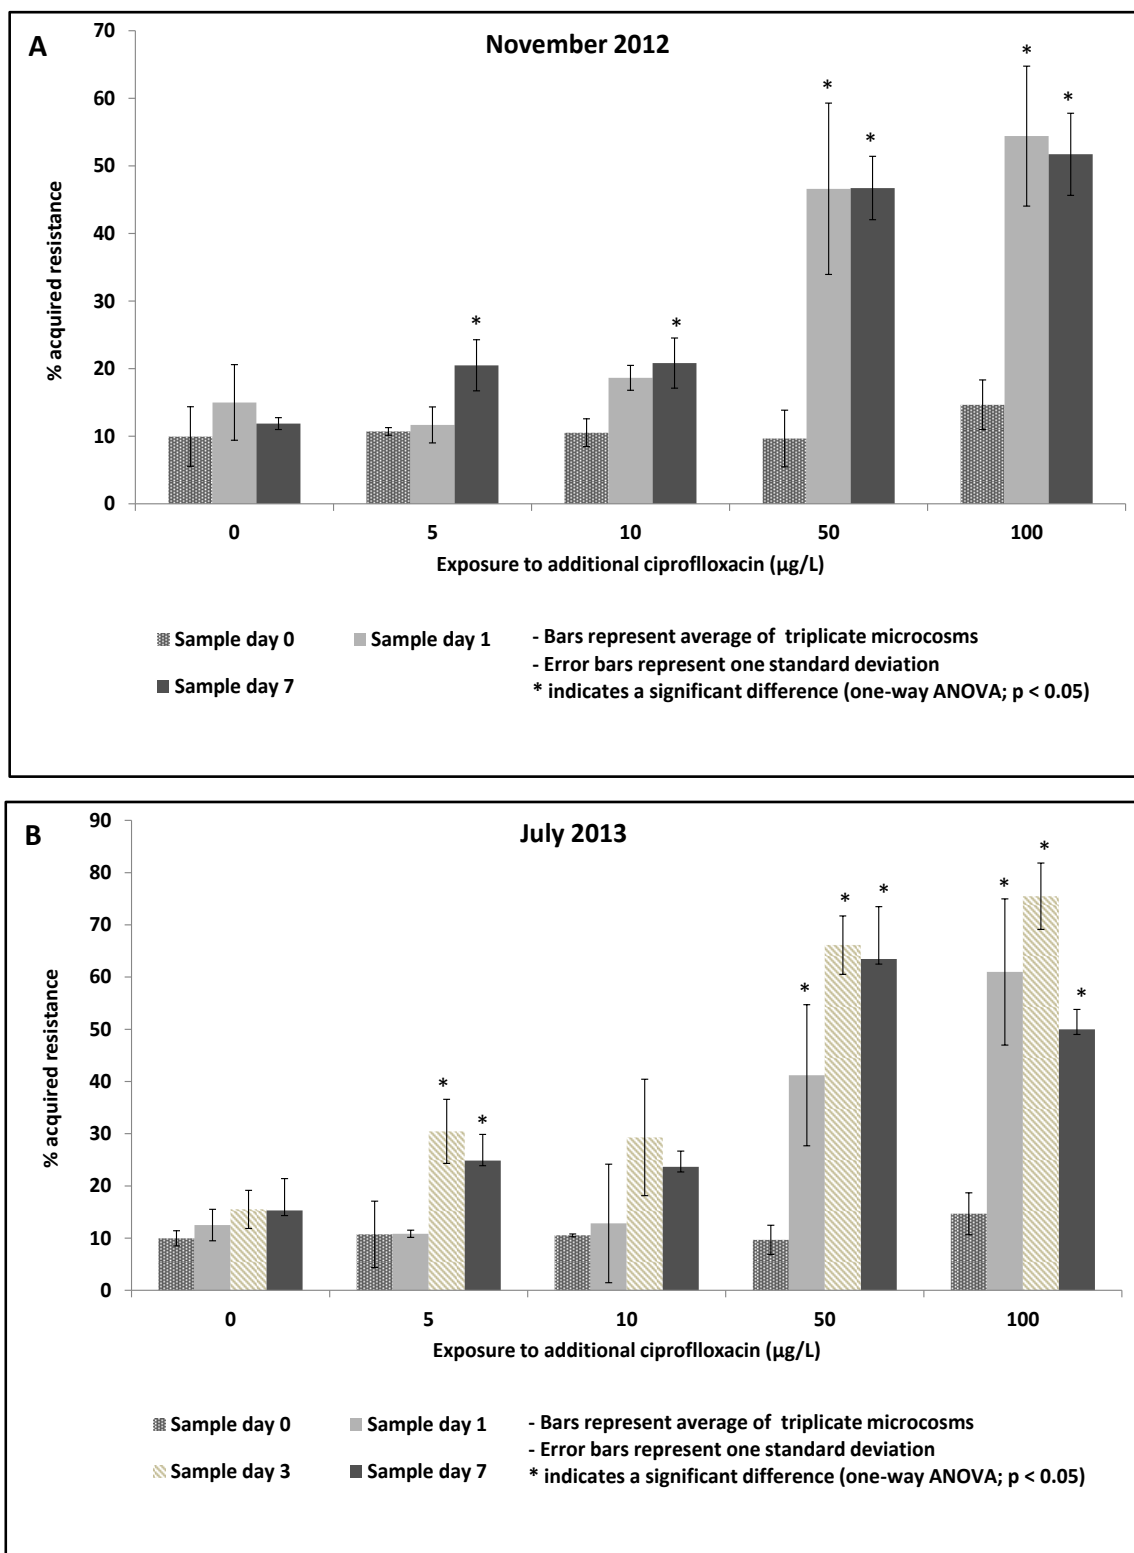 A
November 2012
70
60
50
40
30
20
10
0
% acquired resistance
* * * * * *
0 5 10 50 100
Exposure to additional ciproflloxacin (µg/L)
Sample day 0 Sample day 1
Sample day 7
- Bars represent average of triplicate microcosms
- Error bars represent one standard deviation
* indicates a significant difference (one-way ANOVA; p < 0.05)
B
July 2013
90
80
70
60
50
40
30
20
10
0
% acquired resistance
* * * * * * * *
0 5 10 50 100
Exposure to additional ciproflloxacin (µg/L)
Sample day 0 Sample day 1
Sample day 3 Sample day 7
- Bars represent average of triplicate microcosms
- Error bars represent one standard deviation
* indicates a significant difference (one-way ANOVA; p < 0.05)